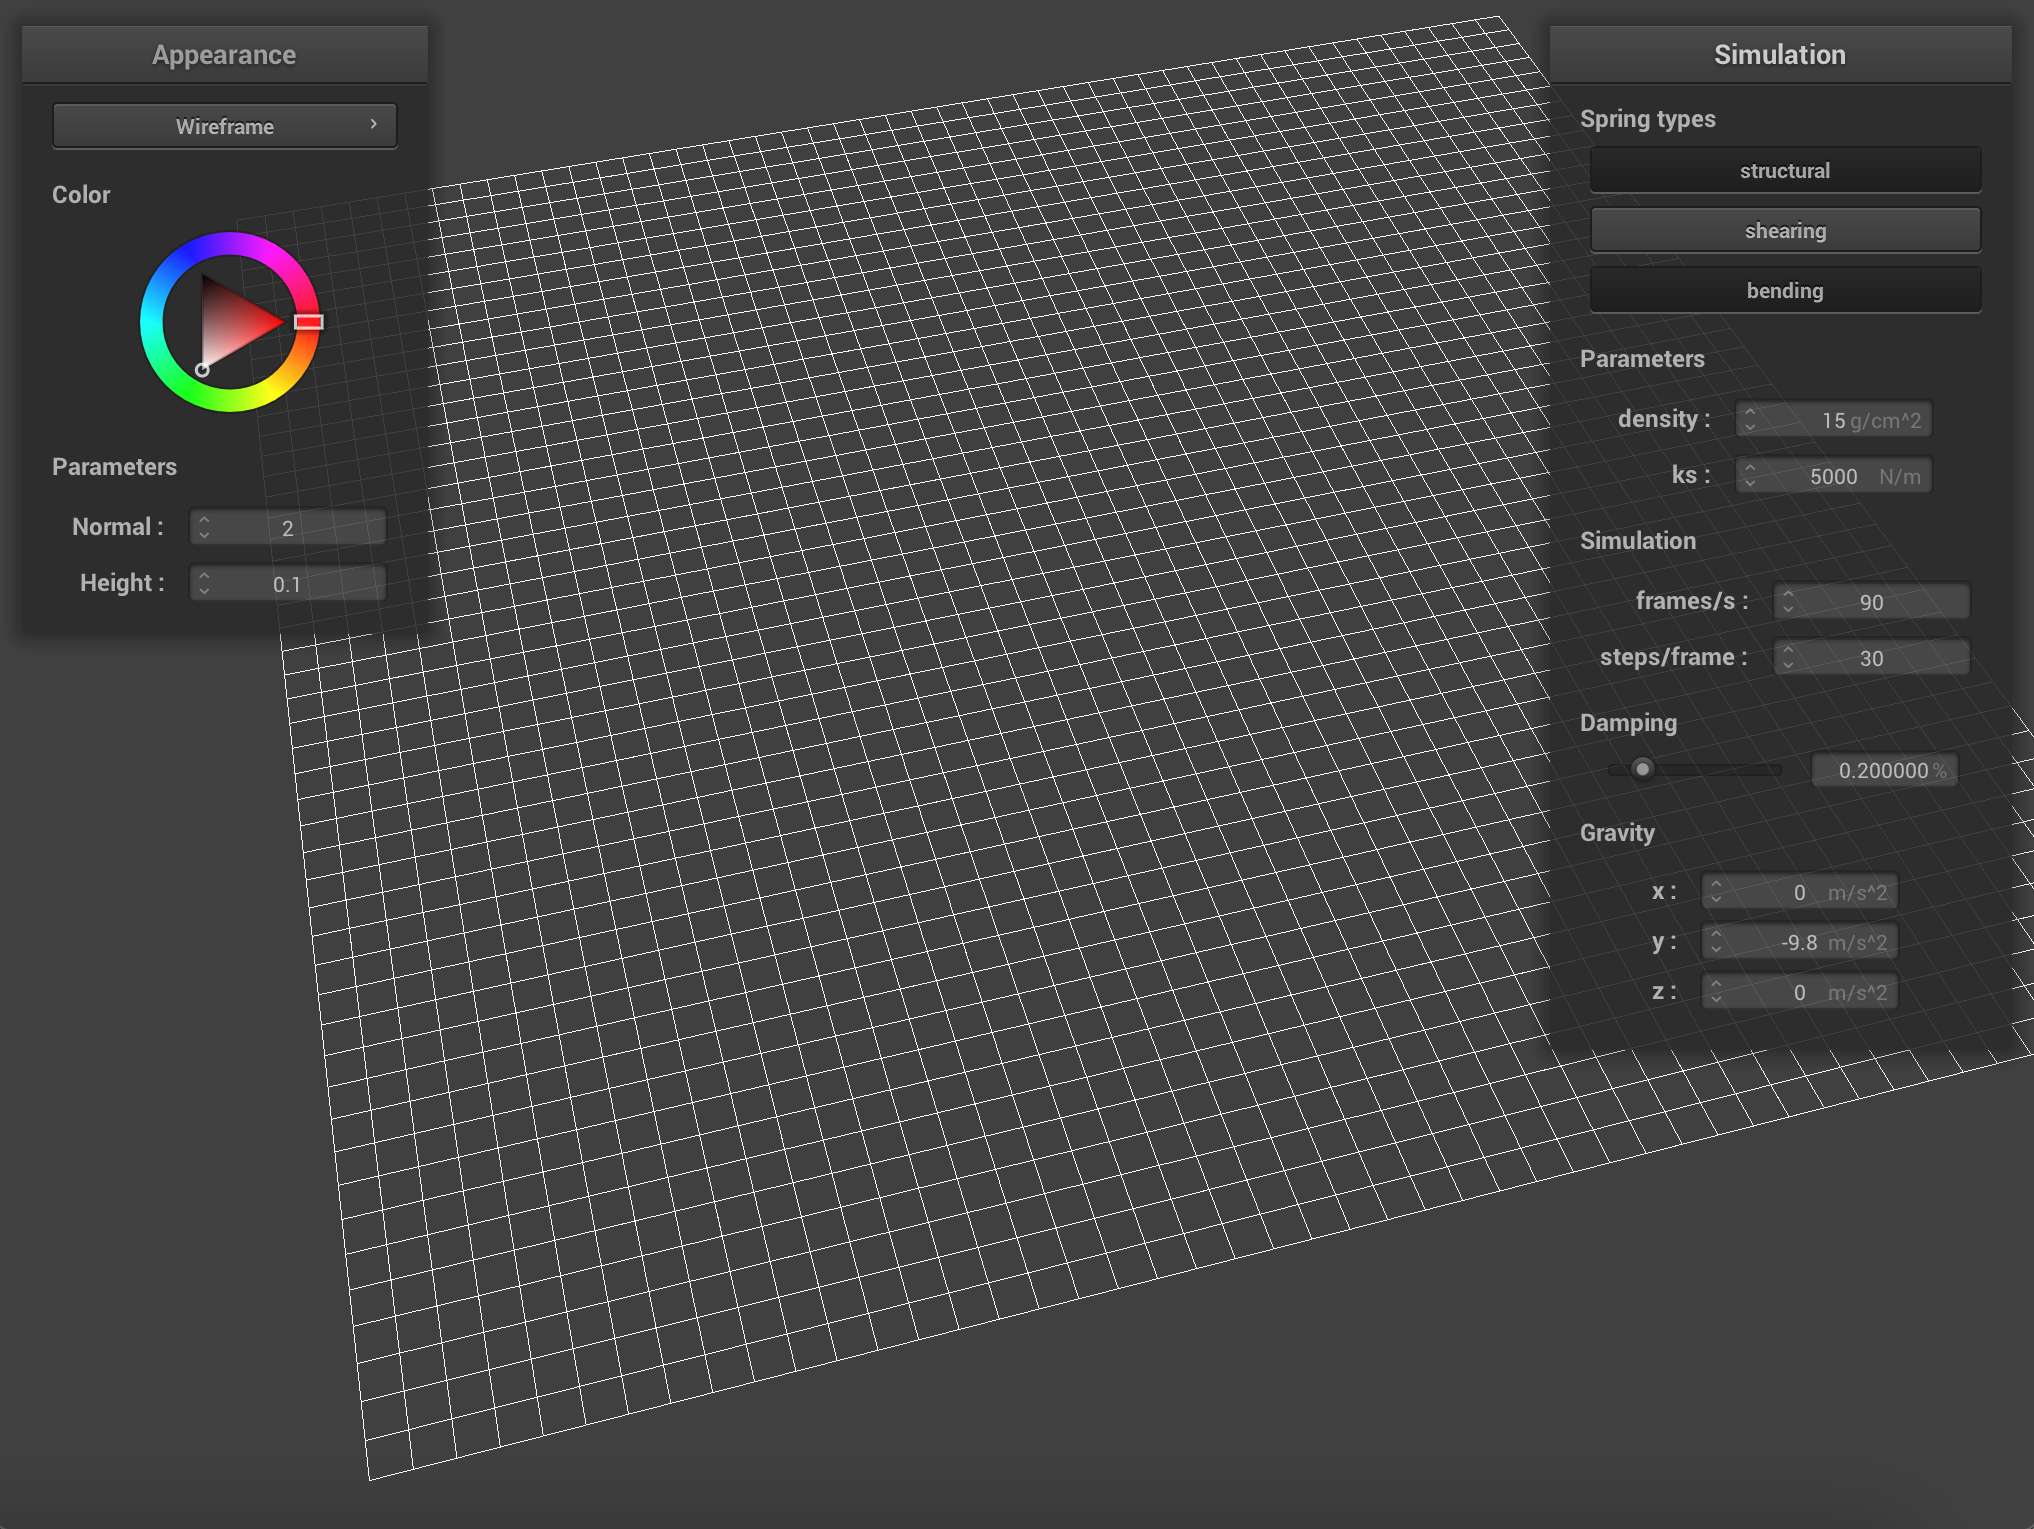 Appearance
Wireframe
Color
Parameters
Normal : 2
Height : 0.1
Simulation
Spring types
structural
shearing
bending
Parameters
density : 15 g/cm^2
ks : 5000 N/m
Simulation
frames/s : 90
steps/frame : 30
Damping
0.200000 %
Gravity
x : 0 m/s^2
y : -9.8 m/s^2
z : 0 m/s^2